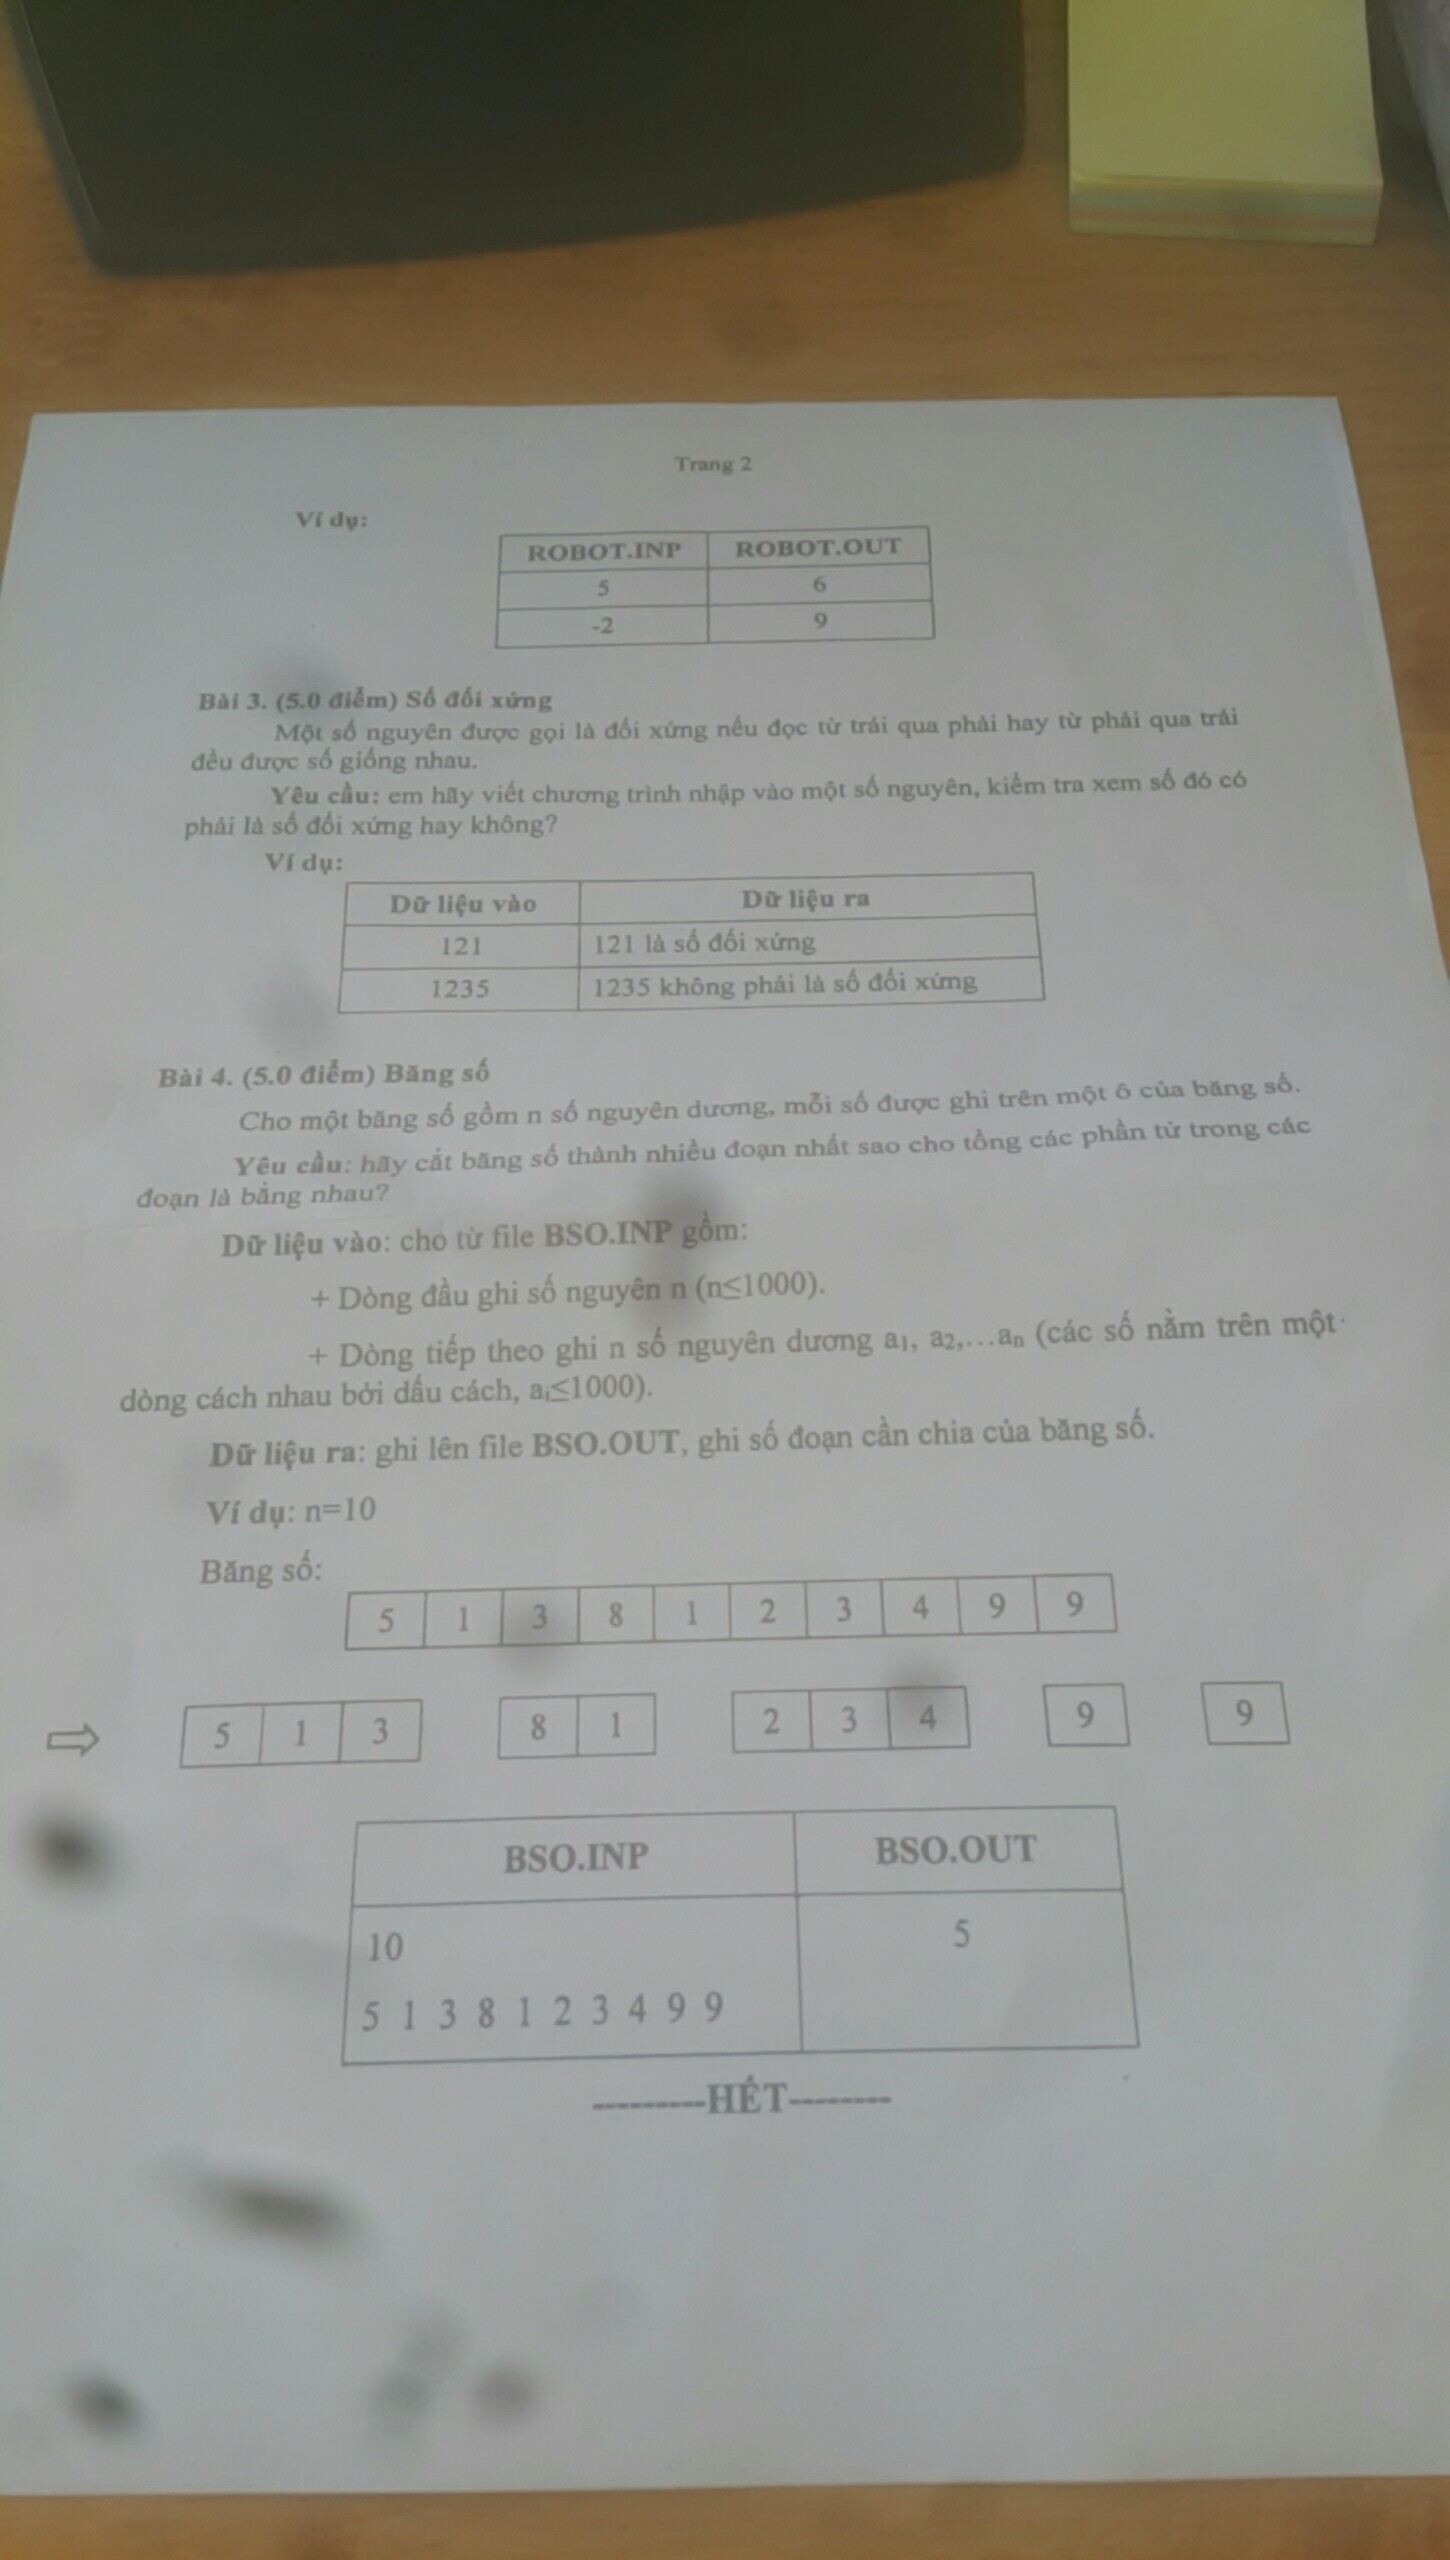 Trang 2
Ví dụ:
ROBOT.INP ROBOT.OUT
5 6
-2 9
Bài 3. (5.0 điểm) Số đối xứng
Một số nguyên được gọi là đối xứng nếu đọc từ trái qua phải hay từ phải qua trái
đều được số giống nhau.
Yêu cầu: em hãy viết chương trình nhập vào một số nguyên, kiểm tra xem số đó có
phải là số đối xứng hay không?
Ví dụ:
Dữ liệu vào Dữ liệu ra
121 121 là số đối xứng
1235 1235 không phải là số đối xứng
Bài 4. (5.0 điểm) Băng số
Cho một băng số gồm n số nguyên dương, mỗi số được ghi trên một ô của băng số.
Yêu cầu: hãy cắt băng số thành nhiều đoạn nhất sao cho tổng các phần tử trong các
đoạn là bằng nhau?
Dữ liệu vào: cho từ file BSO.INP gồm:
+ Dòng đầu ghi số nguyên n (n≤1000).
+ Dòng tiếp theo ghi n số nguyên dương a₁, a₂,…aₙ (các số nằm trên một
dòng cách nhau bởi dấu cách, aᵢ≤1000).
Dữ liệu ra: ghi lên file BSO.OUT, ghi số đoạn cần chia của băng số.
Ví dụ: n=10
Băng số:
5 1 3 8 1 2 3 4 9 9
⇨ 5 1 3 8 1 2 3 4 9 9
BSO.INP BSO.OUT
10 5
5 1 3 8 1 2 3 4 9 9
---------HẾT--------